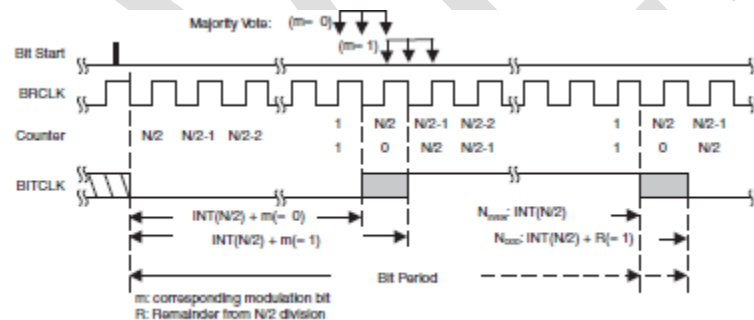 Majority Vote: (m= 0)
(m= 1)
Bit Start
BRCLK
Counter N/2 N/2-1 N/2-2 1 N/2 N/2-1 N/2-2 1 N/2 N/2-1
1 0 N/2 N/2-1 1 0 N/2
BITCLK
INT(N/2) + m(= 0)
INT(N/2) + m(= 1)
NEVEN: INT(N/2)
NODD: INT(N/2) + R(= 1)
Bit Period
m: corresponding modulation bit
R: Remainder from N/2 division